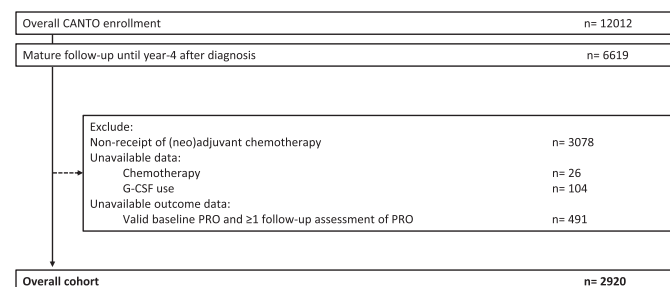 Overall CANTO enrollment n= 12012
Mature follow-up until year-4 after diagnosis n= 6619
Exclude:
Non-receipt of (neo)adjuvant chemotherapy n= 3078
Unavailable data:
Chemotherapy n= 26
G-CSF use n= 104
Unavailable outcome data:
Valid baseline PRO and ≥1 follow-up assessment of PRO n= 491
Overall cohort n= 2920